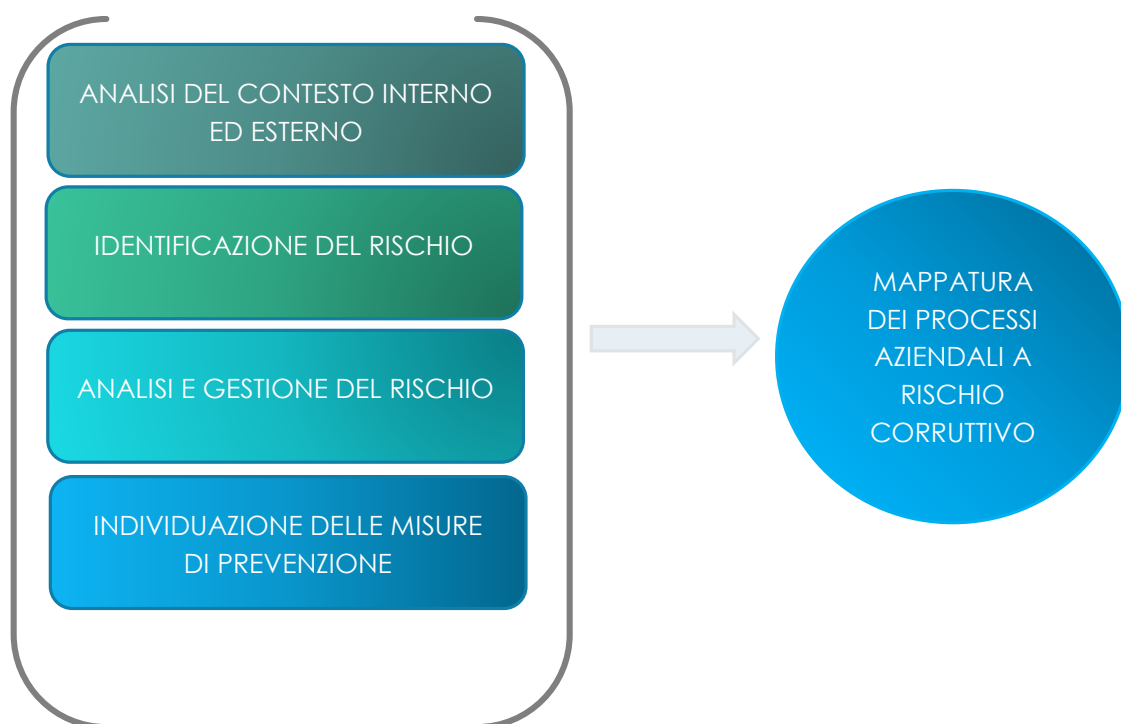 ANALISI DEL CONTESTO INTERNO
ED ESTERNO
IDENTIFICAZIONE DEL RISCHIO
ANALISI E GESTIONE DEL RISCHIO
INDIVIDUAZIONE DELLE MISURE
DI PREVENZIONE
MAPPATURA
DEI PROCESSI
AZIENDALI A
RISCHIO
CORRUTTIVO